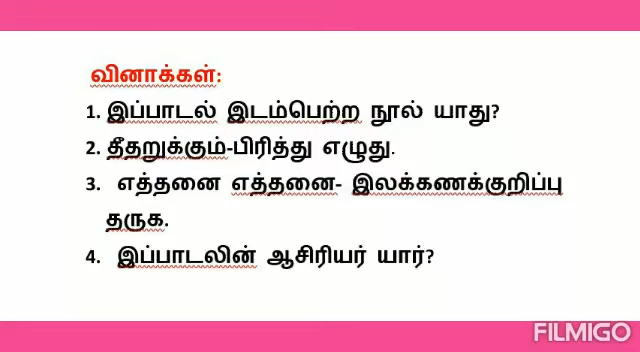 வினாக்கள்:
1. இப்பாடல் இடம்பெற்ற நூல் யாது?
2. தீதறுக்கும்-பிரித்து எழுது.
3. எத்தனை எத்தனை- இலக்கணக்குறிப்பு
தருக.
4. இப்பாடலின் ஆசிரியர் யார்?
FILMIGO